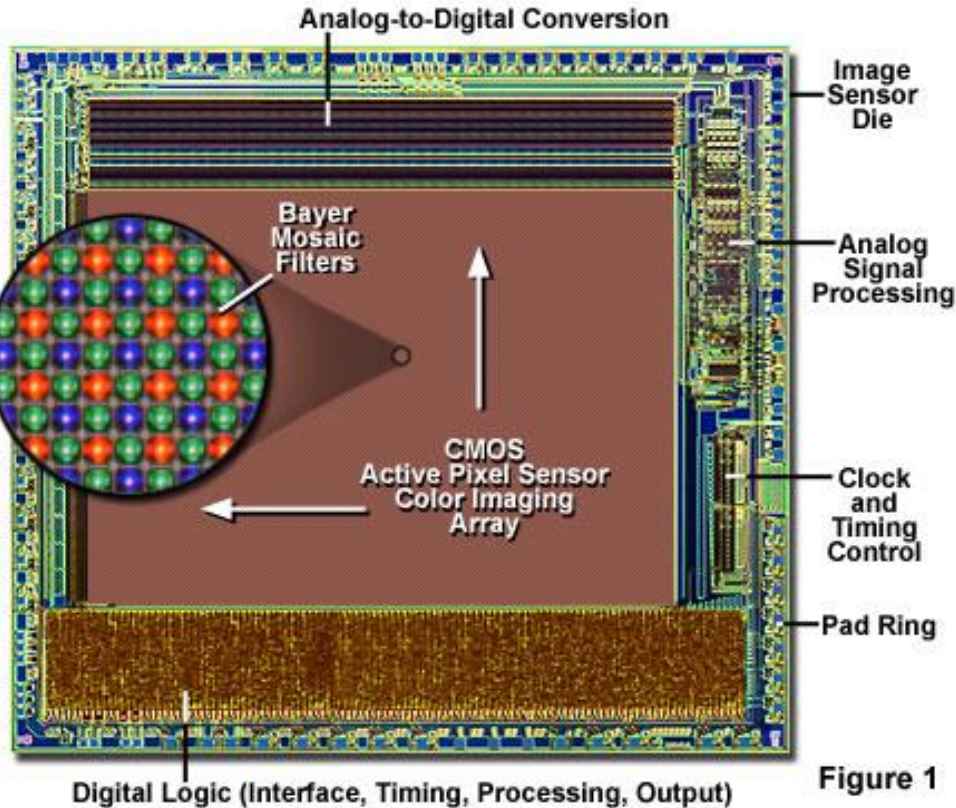 Analog-to-Digital Conversion
Image
Sensor
Die
Bayer
Mosaic
Filters
Analog
Signal
Processing
CMOS
Active Pixel Sensor
Color Imaging
Array
Clock
and
Timing
Control
Pad Ring
Digital Logic (Interface, Timing, Processing, Output)
Figure 1